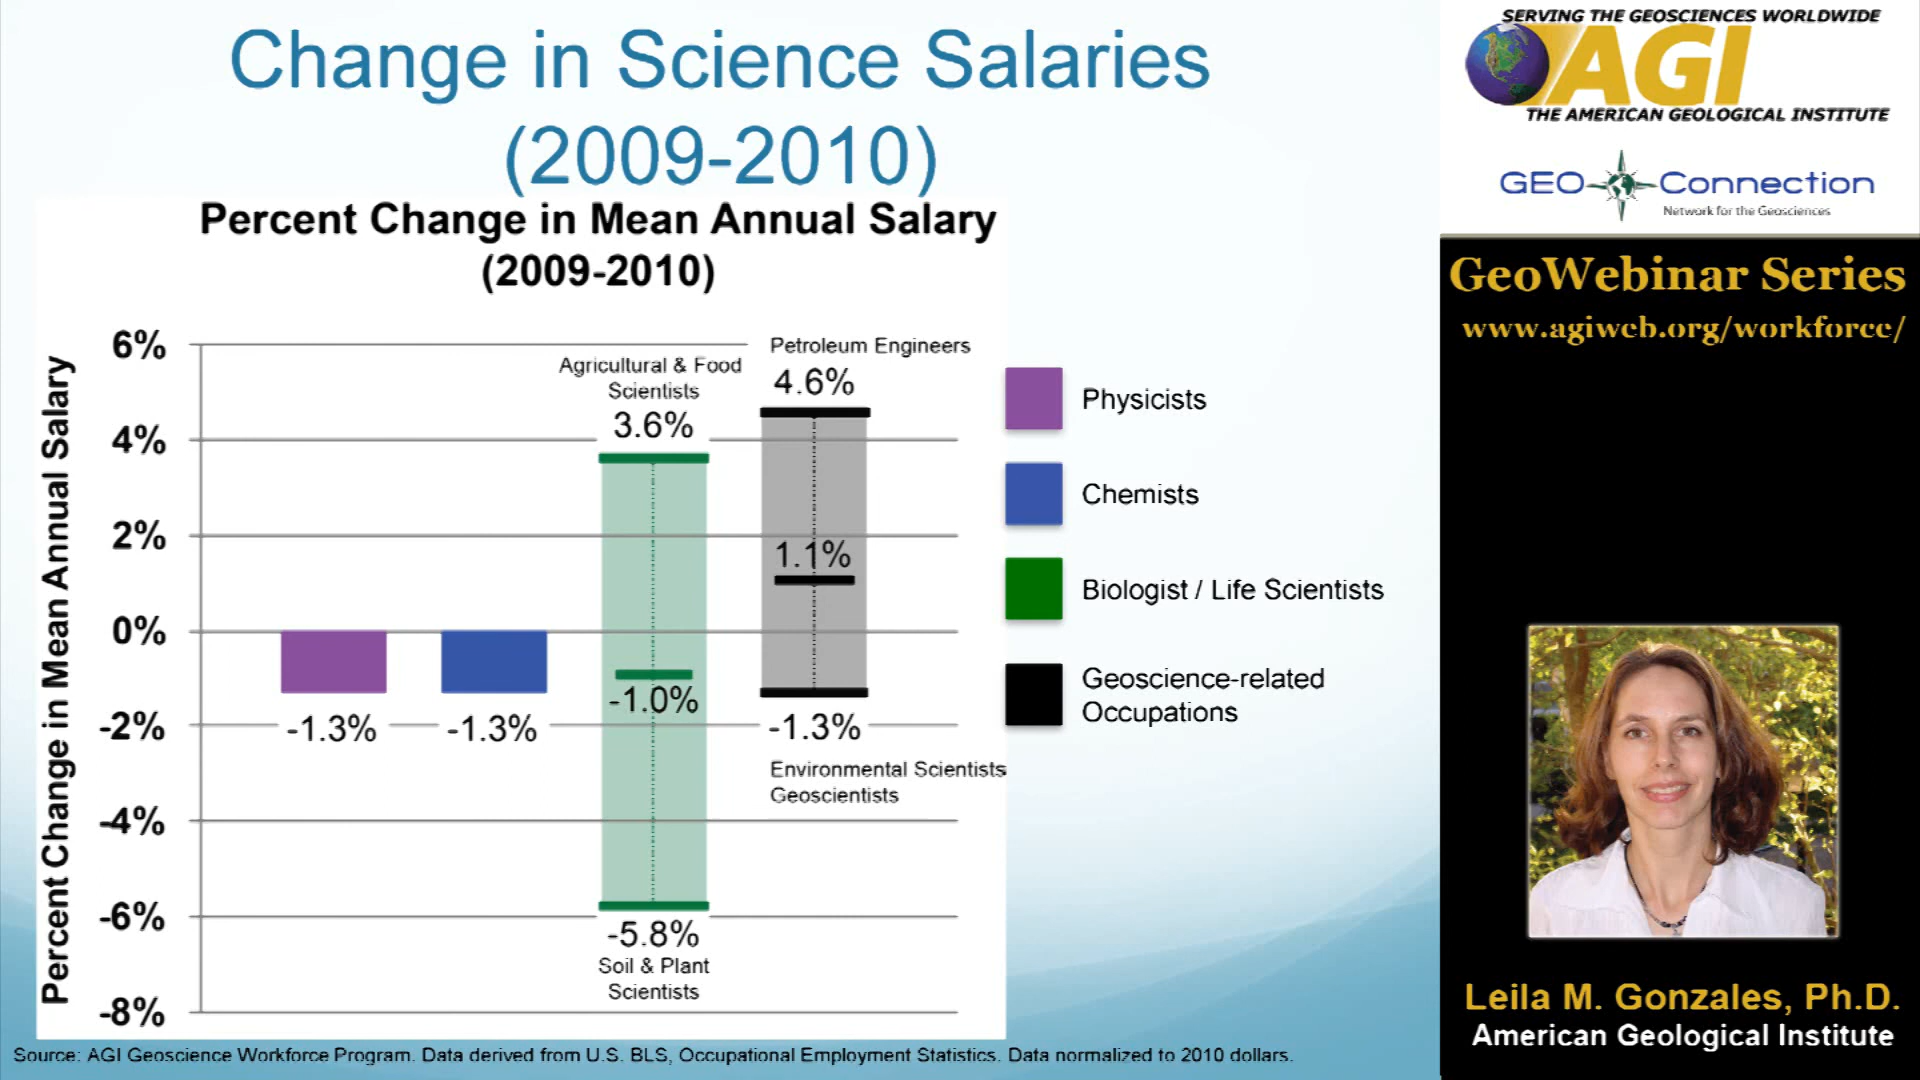 Change in Science Salaries
(2009-2010)
Percent Change in Mean Annual Salary
(2009-2010)
Percent Change in Mean Annual Salary
6%
4%
2%
0%
-2%
-4%
-6%
-8%
-1.3%
-1.3%
Agricultural & Food
Scientists
3.6%
-1.0%
-5.8%
Soil & Plant
Scientists
Petroleum Engineers
4.6%
1.1%
-1.3%
Environmental Scientists
Geoscientists
Physicists
Chemists
Biologist / Life Scientists
Geoscience-related
Occupations
Source: AGI Geoscience Workforce Program. Data derived from U.S. BLS, Occupational Employment Statistics. Data normalized to 2010 dollars.
SERVING THE GEOSCIENCES WORLDWIDE
AGI
THE AMERICAN GEOLOGICAL INSTITUTE
GEO Connection
Network for the Geosciences
GeoWebinar Series
www.agiweb.org/workforce/
Leila M. Gonzales, Ph.D.
American Geological Institute